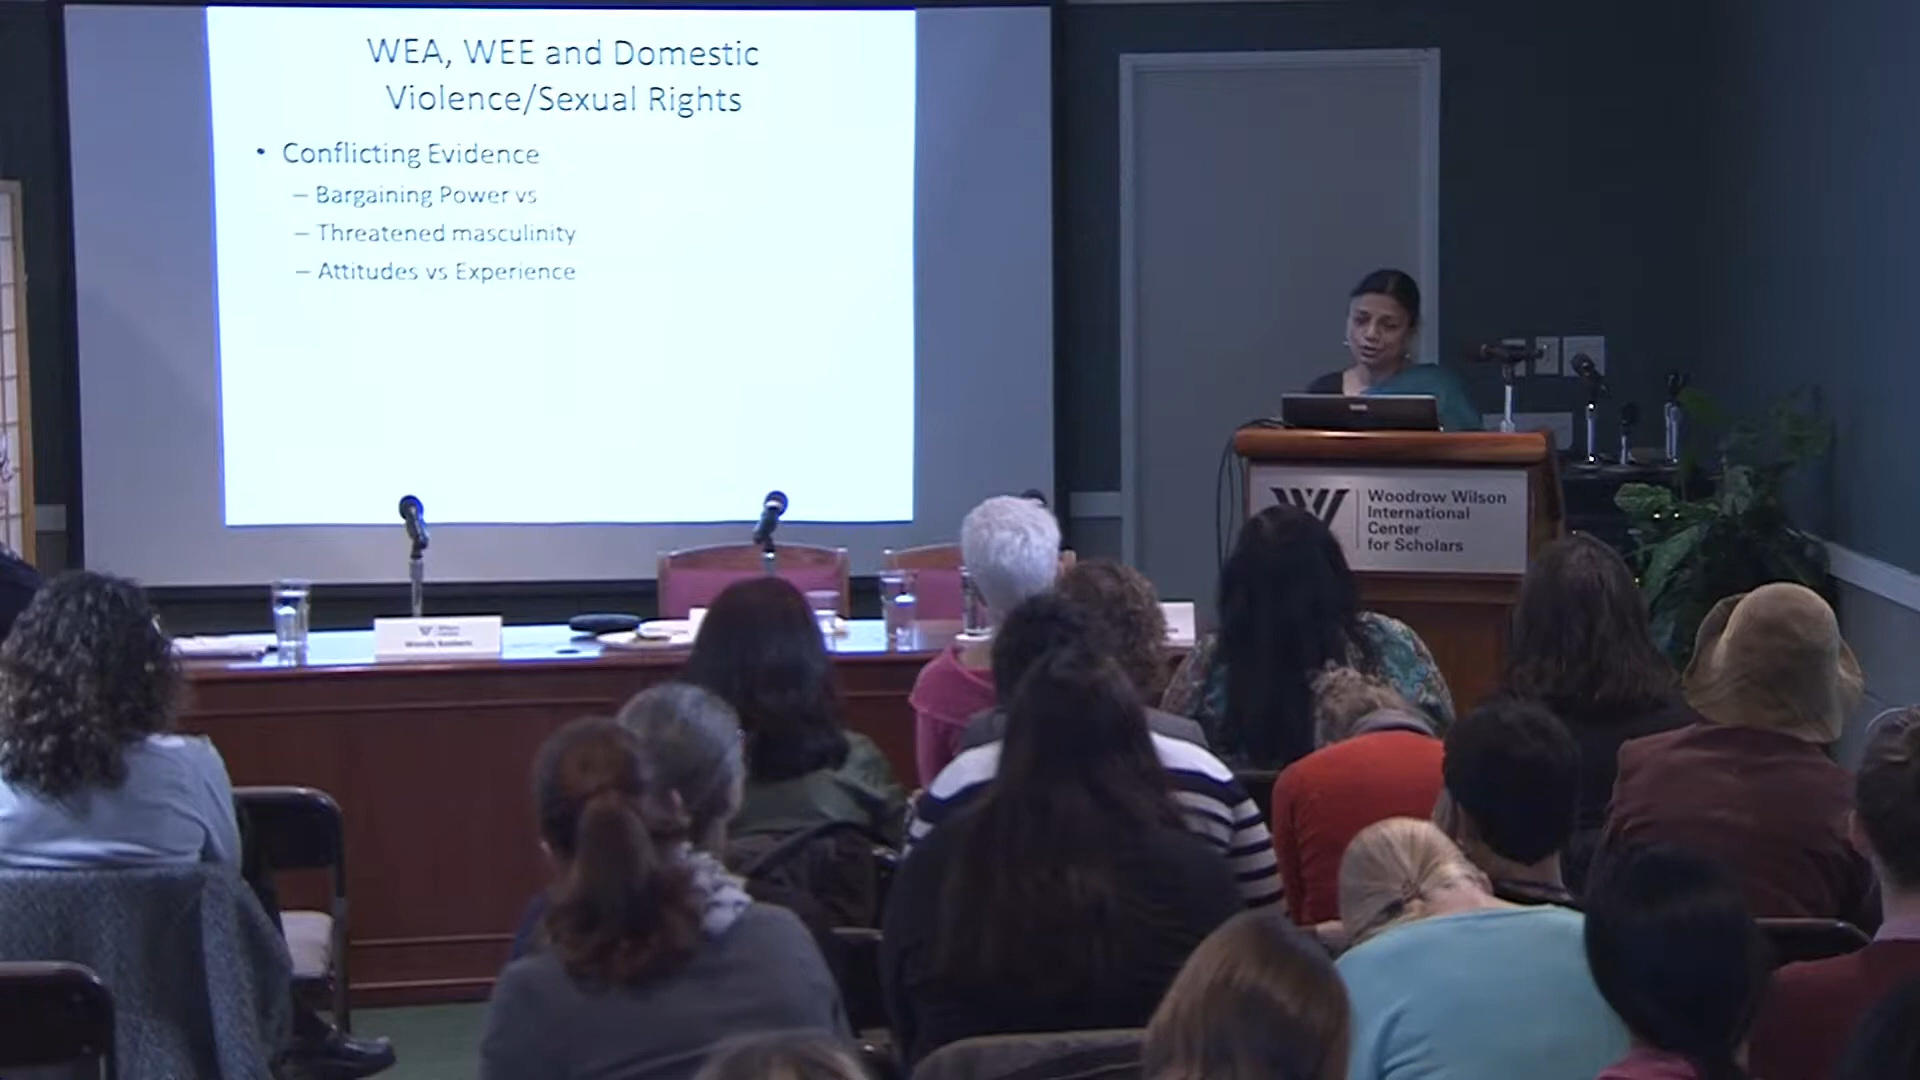 WEA, WEE and Domestic
Violence/Sexual Rights
• Conflicting Evidence
– Bargaining Power vs
– Threatened masculinity
– Attitudes vs Experience
Woodrow Wilson
International
Center
for Scholars
Wilson